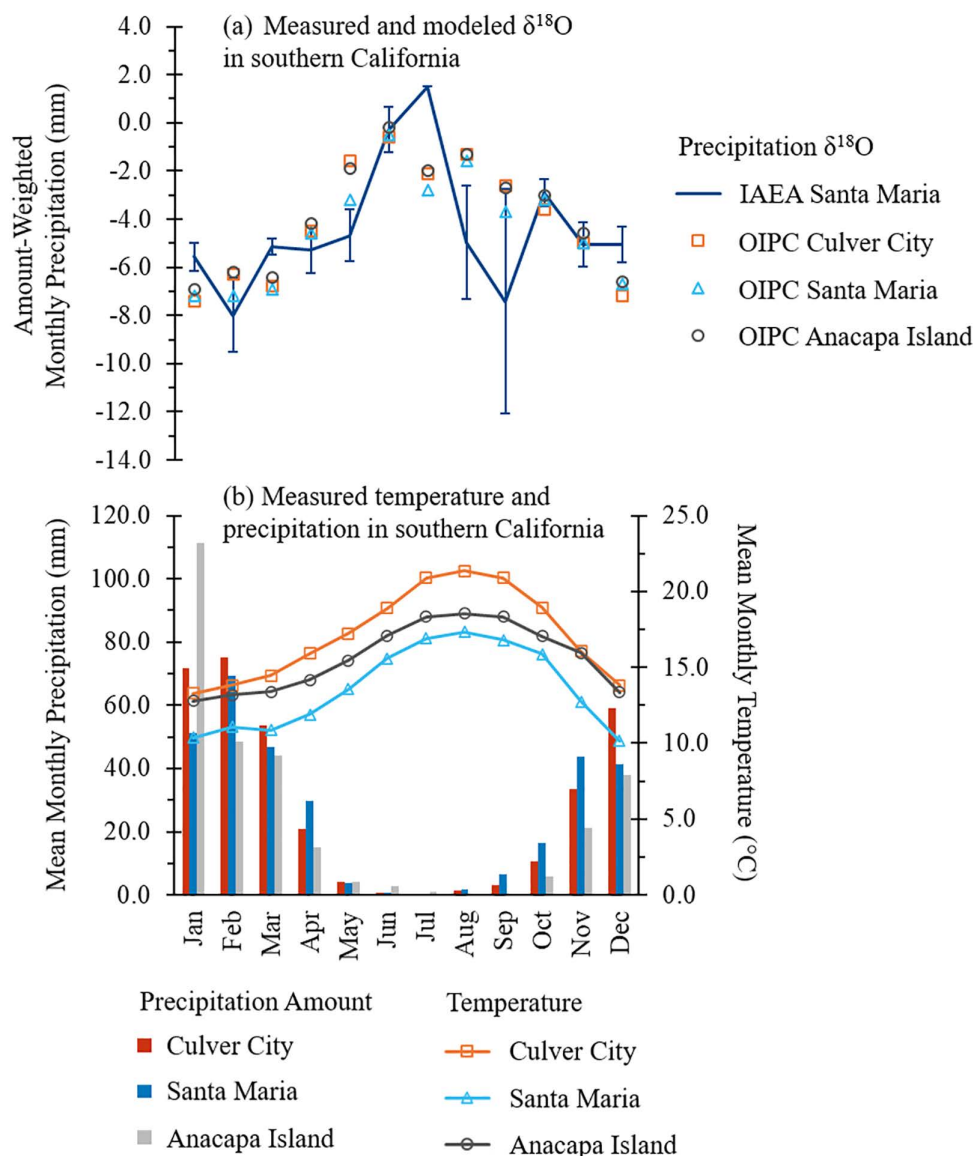 (a) Measured and modeled δ¹⁸O
in southern California
Amount-Weighted
Monthly Precipitation (mm)
4.0
2.0
0.0
-2.0
-4.0
-6.0
-8.0
-10.0
-12.0
-14.0
Precipitation δ¹⁸O
IAEA Santa Maria
OIPC Culver City
OIPC Santa Maria
OIPC Anacapa Island
(b) Measured temperature and
precipitation in southern California
Mean Monthly Precipitation (mm)
120.0
100.0
80.0
60.0
40.0
20.0
0.0
25.0
20.0
15.0
10.0
5.0
0.0
Mean Monthly Temperature (°C)
Jan
Feb
Mar
Apr
May
Jun
Jul
Aug
Sep
Oct
Nov
Dec
Precipitation Amount
Culver City
Santa Maria
Anacapa Island
Temperature
Culver City
Santa Maria
Anacapa Island